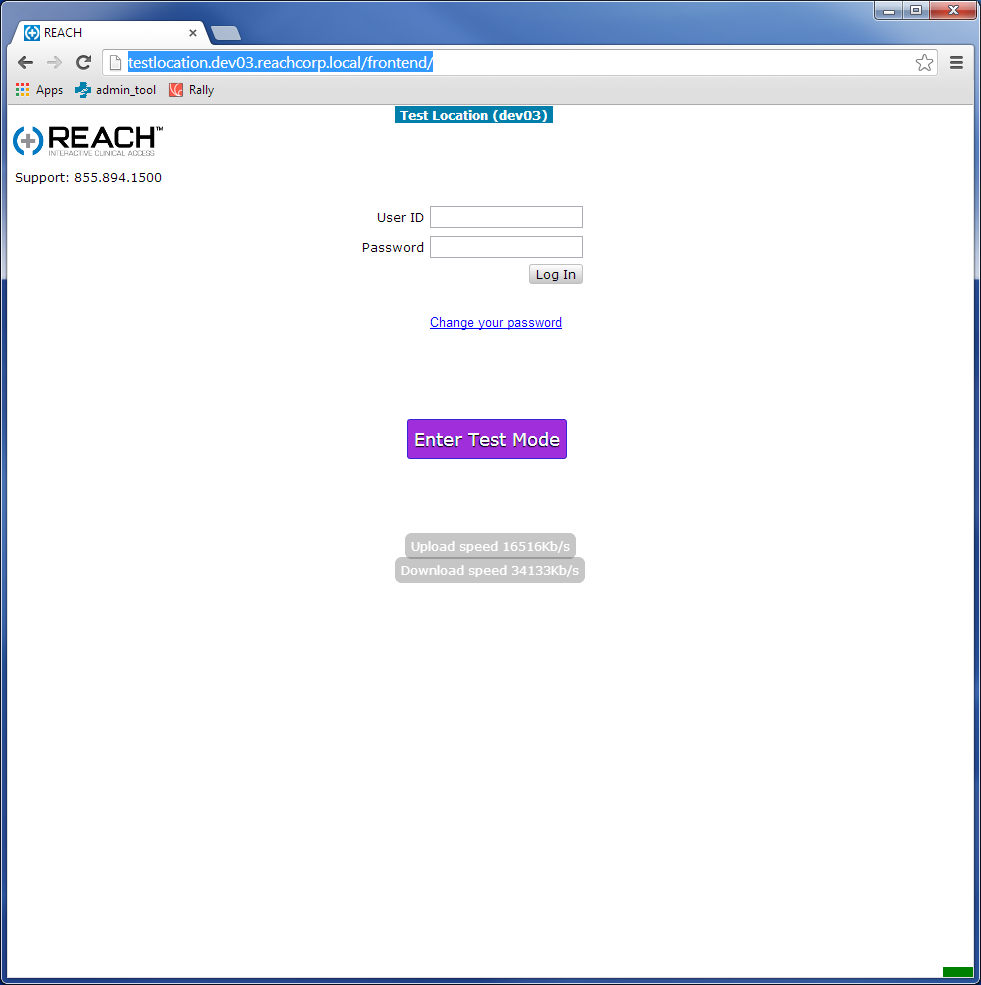 REACH
testlocation.dev03.reachcorp.local/frontend/
Apps admin_tool Rally
Test Location (dev03)
REACH™
INTERACTIVE CLINICAL ACCESS
Support: 855.894.1500
User ID
Password
Log In
Change your password
Enter Test Mode
Upload speed 16516Kb/s
Download speed 34133Kb/s